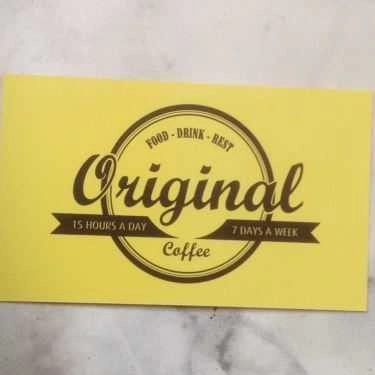 FOOD - DRINK - REST
Original
15 HOURS A DAY
7 DAYS A WEEK
Coffee